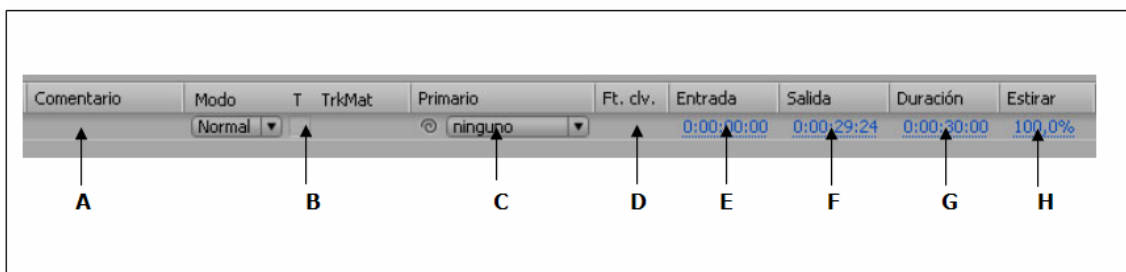 Comentario Modo T TrkMat Primario Ft. clv. Entrada Salida Duración Estirar
Normal ninguno 0:00:00:00 0:00:29:24 0:00:30:00 100,0%
A B C D E F G H